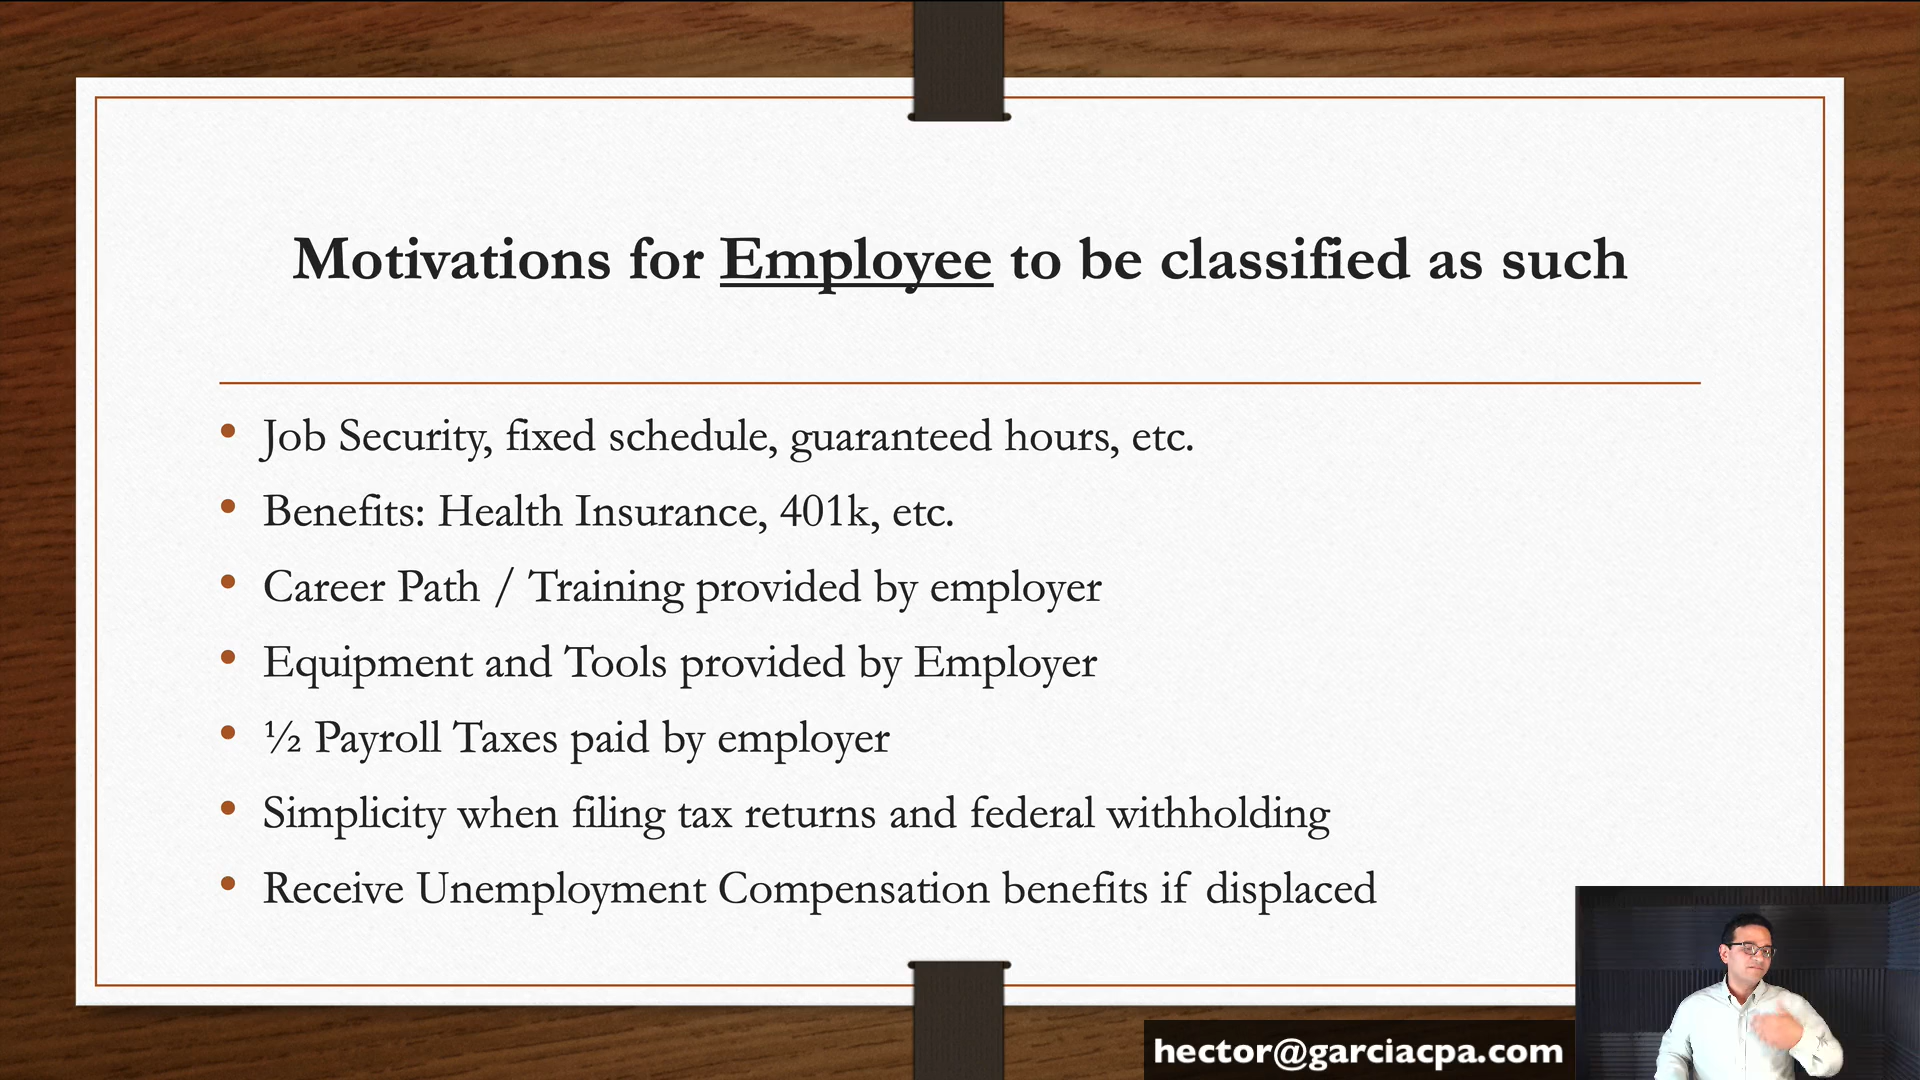 Motivations for Employee to be classified as such
• Job Security, fixed schedule, guaranteed hours, etc.
• Benefits: Health Insurance, 401k, etc.
• Career Path / Training provided by employer
• Equipment and Tools provided by Employer
• ½ Payroll Taxes paid by employer
• Simplicity when filing tax returns and federal withholding
• Receive Unemployment Compensation benefits if displaced
hector@garciacpa.com